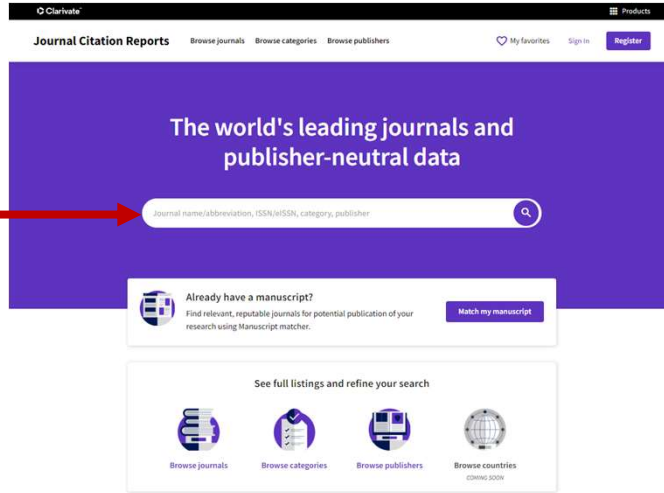 Clarivate™
Products
Journal Citation Reports
Browse journals
Browse categories
Browse publishers
My favorites
Sign In
Register
The world's leading journals and
publisher-neutral data
Journal name/abbreviation, ISSN/eISSN, category, publisher
Already have a manuscript?
Find relevant, reputable journals for potential publication of your
research using Manuscript matcher.
Match my manuscript
See full listings and refine your search
Browse journals
Browse categories
Browse publishers
Browse countries
COMING SOON